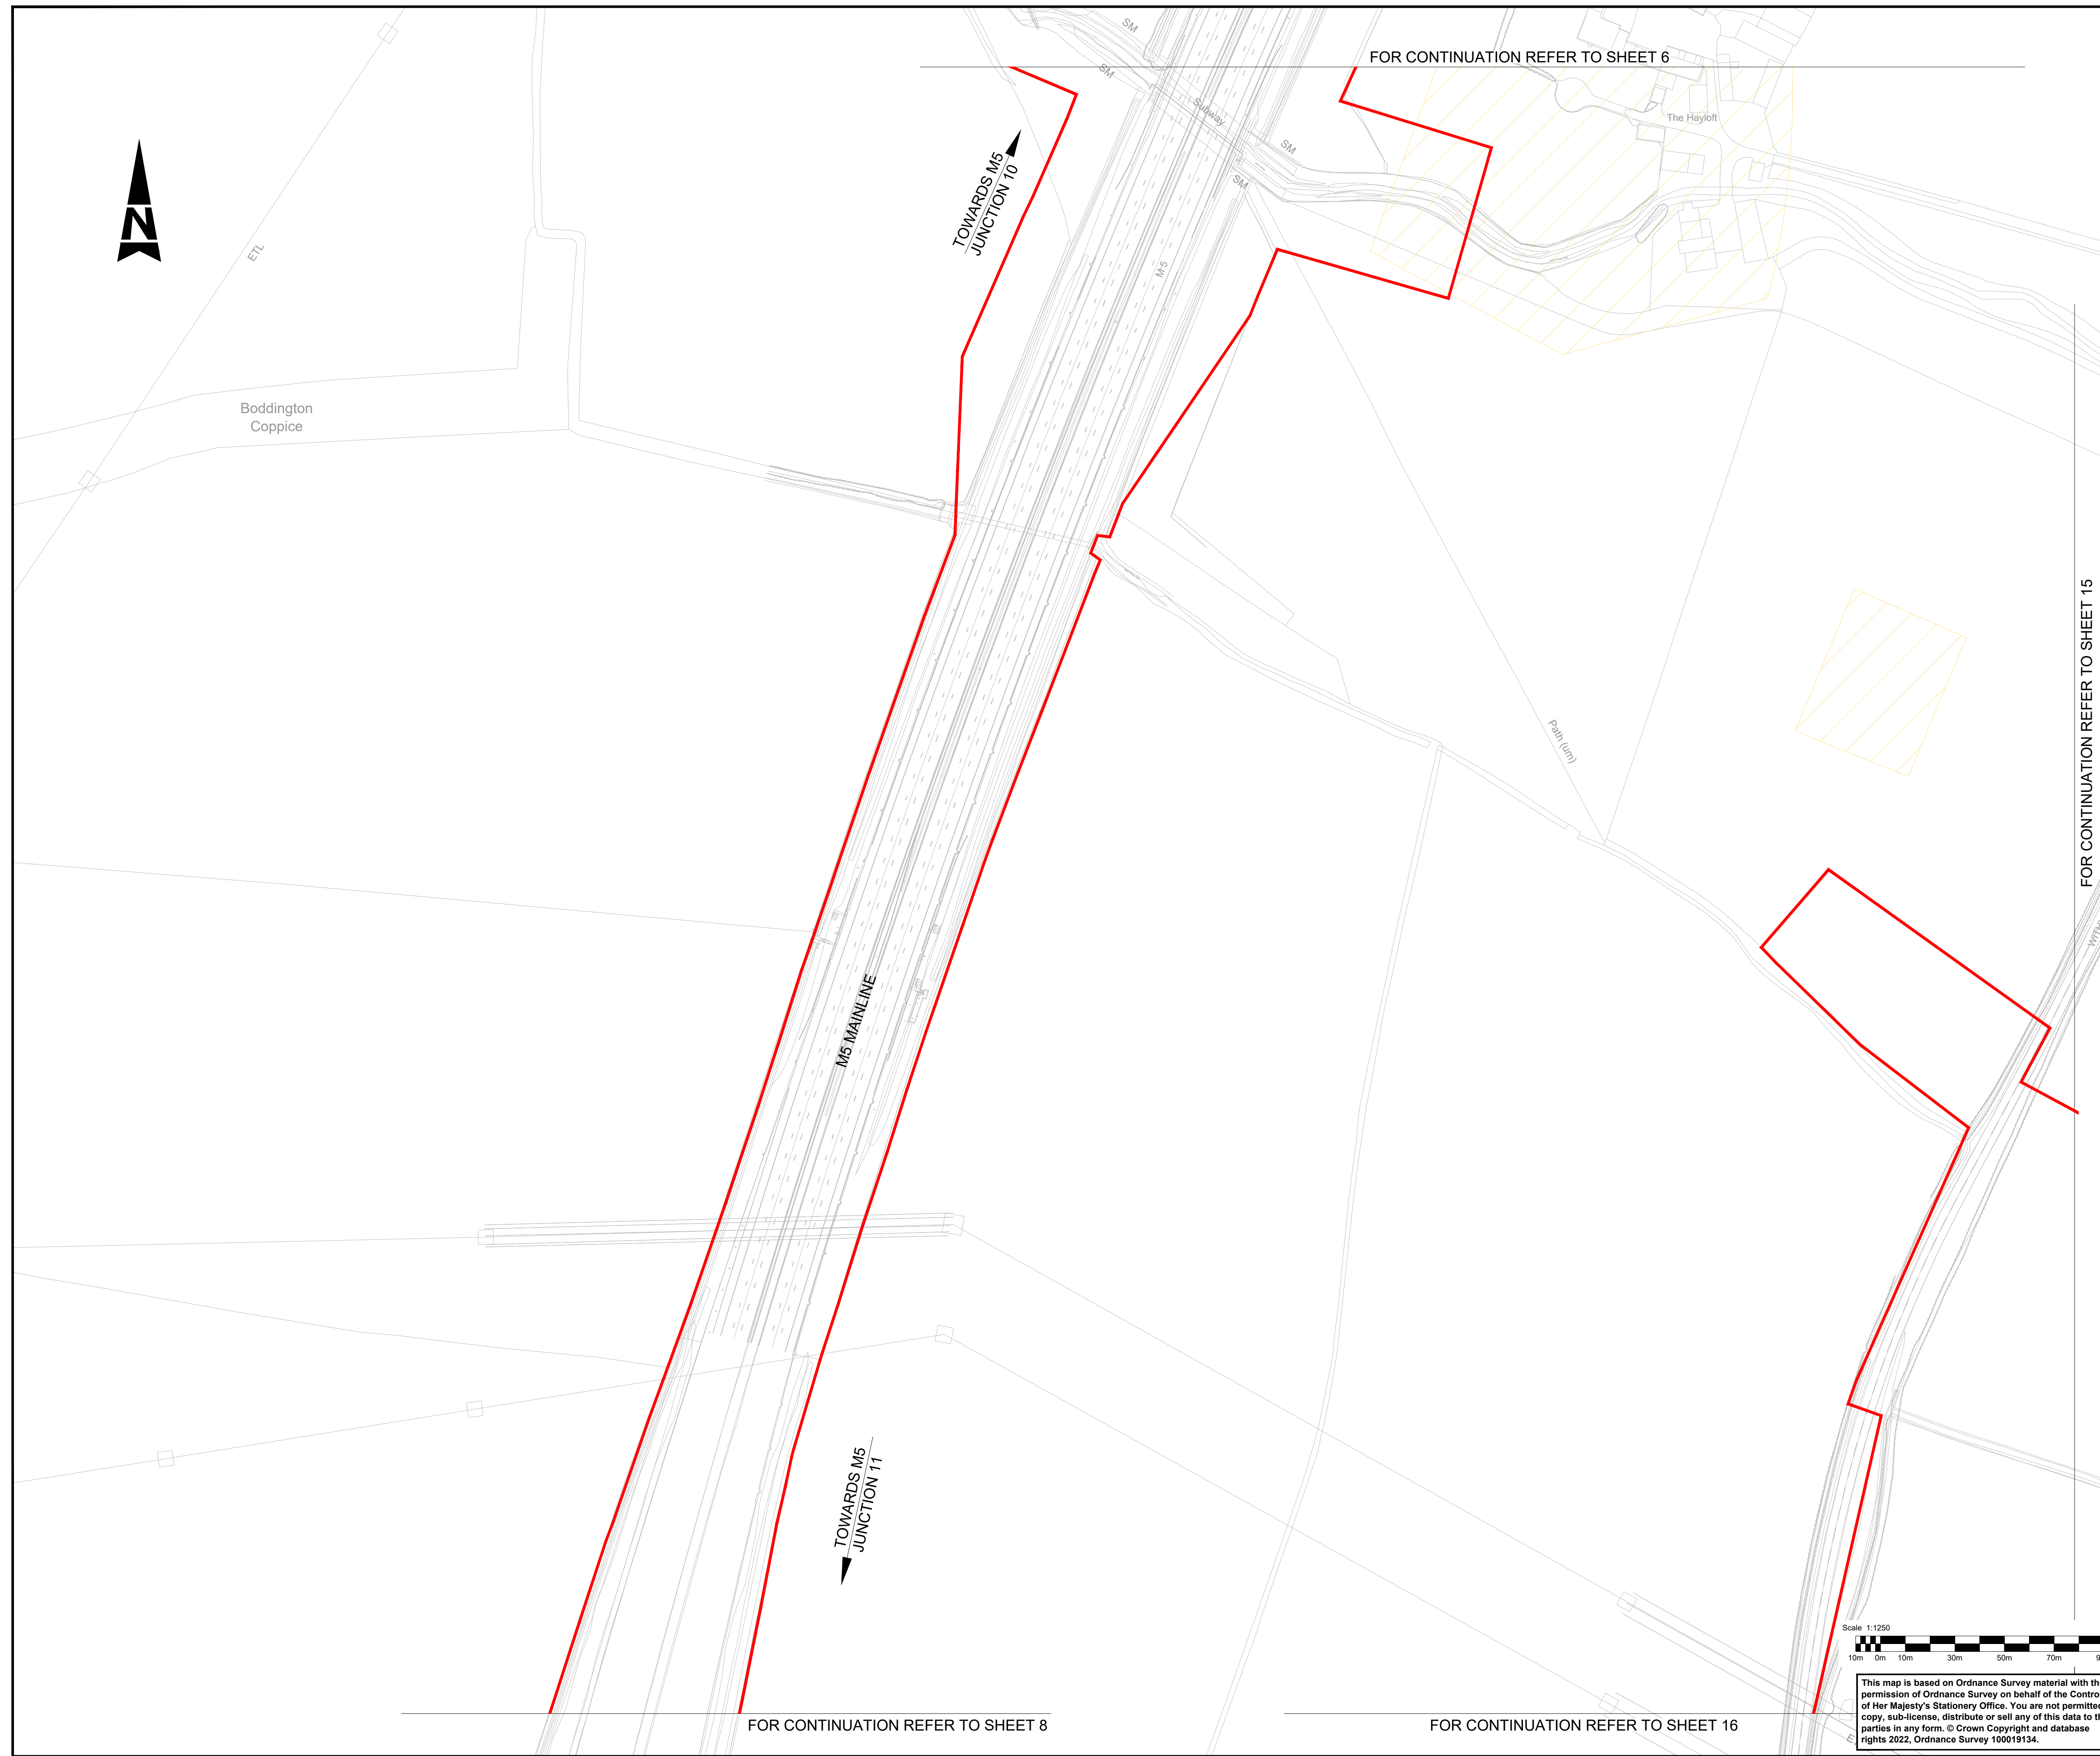 FOR CONTINUATION REFER TO SHEET 6
SM
SM
Subway
SM
SM
The Hayloft
N
TOWARDS M5
JUNCTION 10
M 5
ETL
Boddington
Coppice
FOR CONTINUATION REFER TO SHEET 15
Path (um)
M5 MAINLINE
TOWARDS M5
JUNCTION 11
Scale 1:1250
10m 0m 10m 30m 50m 70m
This map is based on Ordnance Survey material with
permission of Ordnance Survey on behalf of the
of Her Majesty's Stationery Office. You are not
copy, sub-license, distribute or sell any of this data to
parties in any form. © Crown Copyright and database
rights 2022, Ordnance Survey 100019134.
FOR CONTINUATION REFER TO SHEET 8
FOR CONTINUATION REFER TO SHEET 16